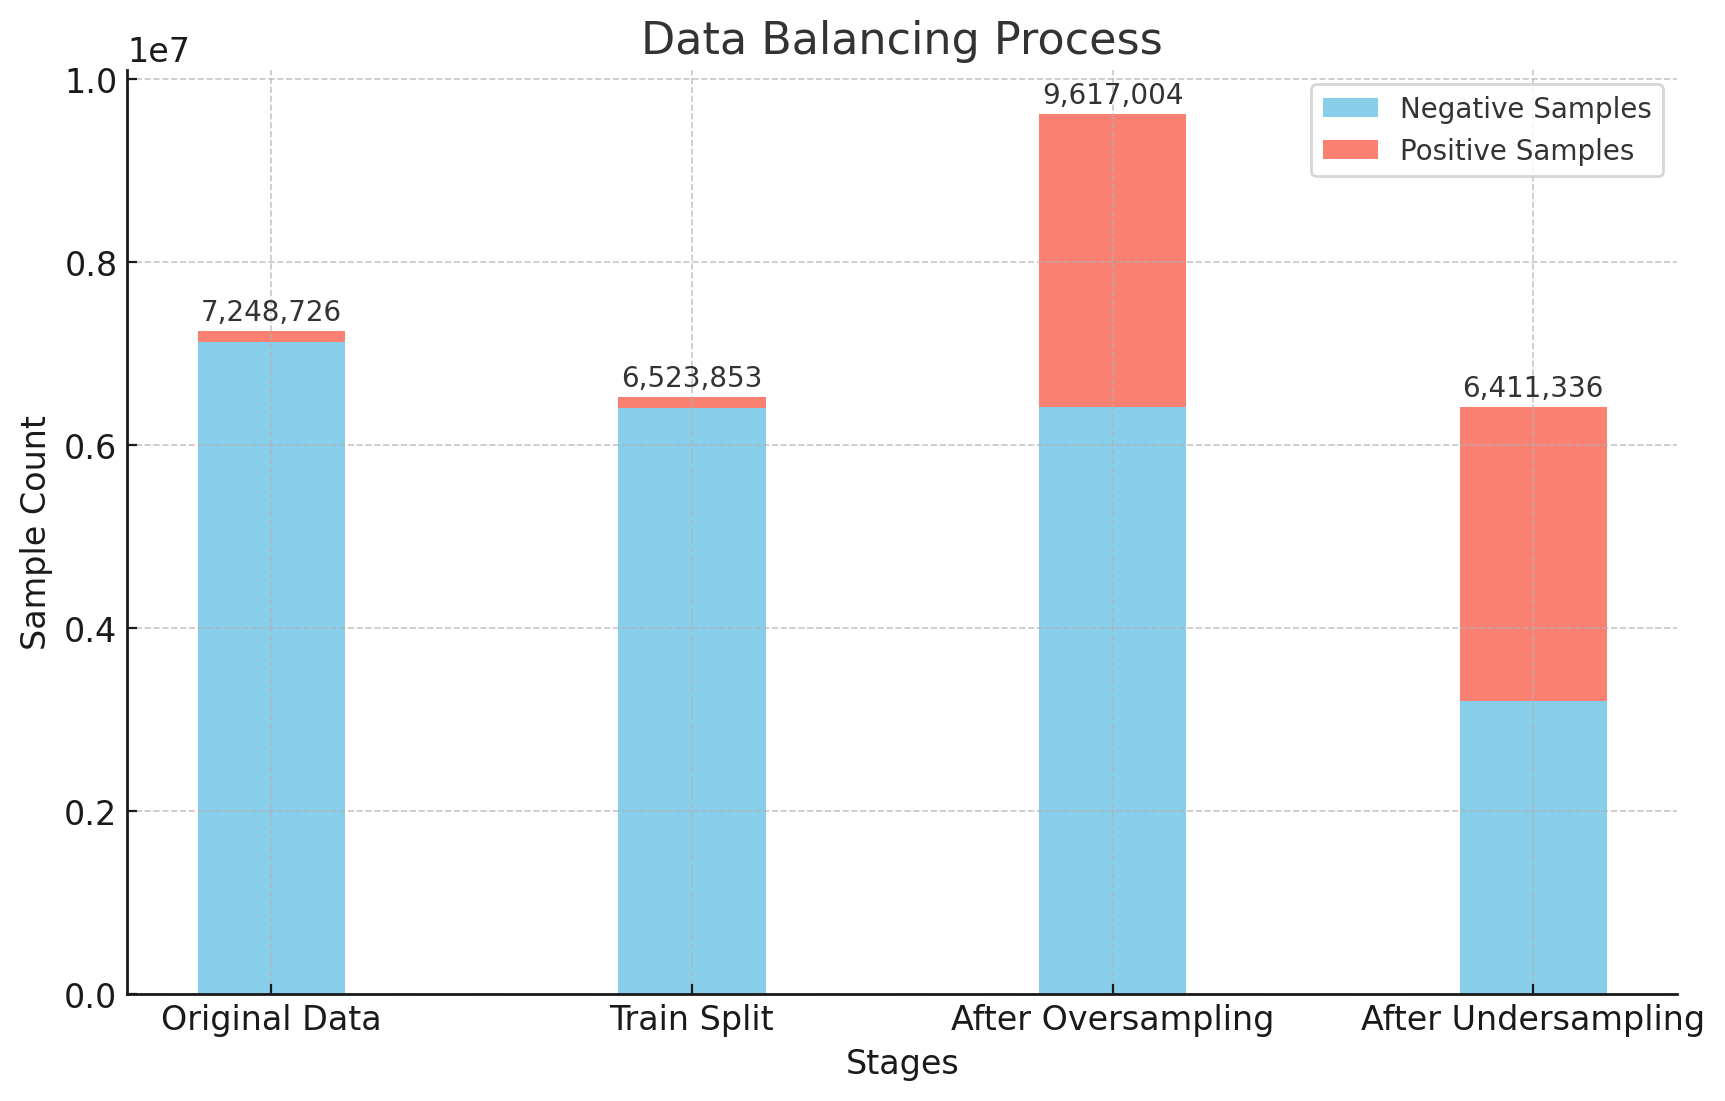 Data Balancing Process
1e7
1.0
0.8
0.6
0.4
0.2
0.0
Sample Count
7,248,726
6,523,853
9,617,004
6,411,336
Negative Samples
Positive Samples
Original Data
Train Split
After Oversampling
After Undersampling
Stages